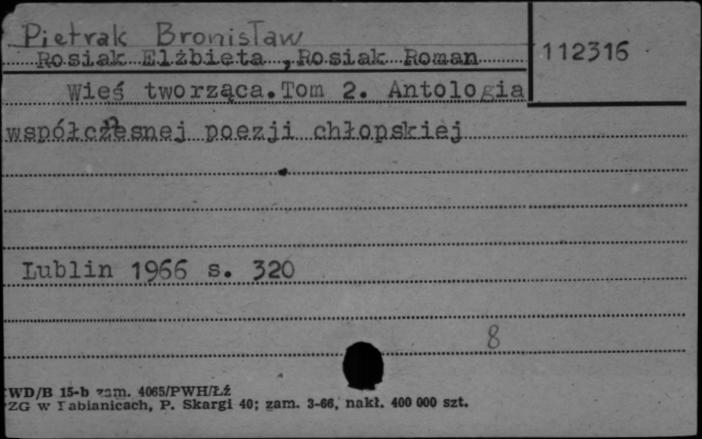 Pietrak Bronisław
Rosiak Elżbieta, Rosiak Roman
112316
Wieś tworząca. Tom 2. Antologia
współczesnej poezji chłopskiej
Lublin 1966 s. 320
8
WD/B 15-b zam. 4065/PWH/Łż
ZG w Pabianicach, P. Skargi 40; zam. 3-66, nakł. 400 000 szt.